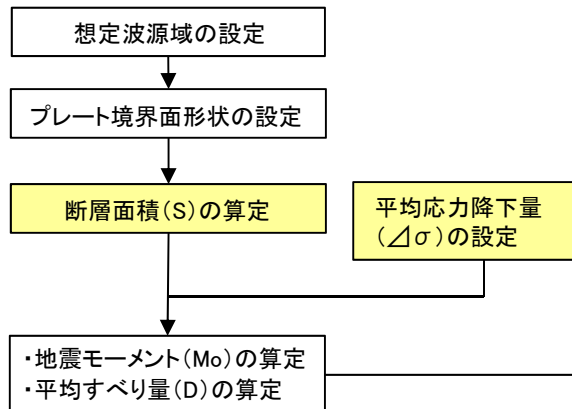 想定波源域の設定
プレート境界面形状の設定
断層面積(S)の算定
平均応力降下量
(⊿σ)の設定
・地震モーメント(Mo)の算定
・平均すべり量(D)の算定